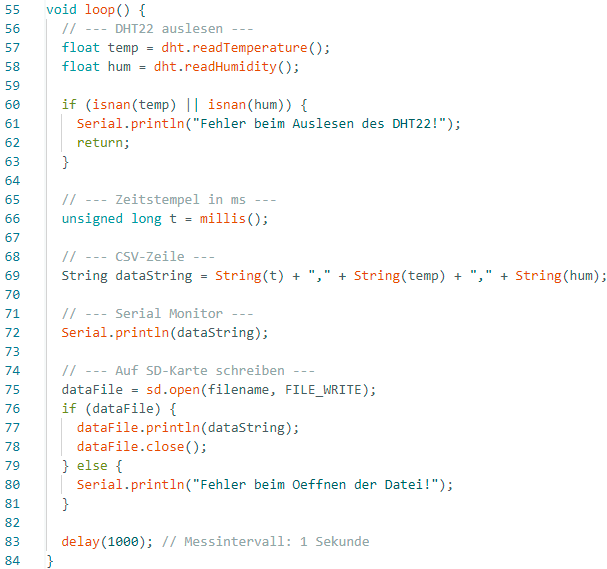 55 void loop() {
56   // --- DHT22 auslesen ---
57   float temp = dht.readTemperature();
58   float hum = dht.readHumidity();
59
60   if (isnan(temp) || isnan(hum)) {
61     Serial.println("Fehler beim Auslesen des DHT22!");
62     return;
63   }
64
65   // --- Zeitstempel in ms ---
66   unsigned long t = millis();
67
68   // --- CSV-Zeile ---
69   String dataString = String(t) + "," + String(temp) + "," + String(hum);
70
71   // --- Serial Monitor ---
72   Serial.println(dataString);
73
74   // --- Auf SD-Karte schreiben ---
75   dataFile = sd.open(filename, FILE_WRITE);
76   if (dataFile) {
77     dataFile.println(dataString);
78     dataFile.close();
79   } else {
80     Serial.println("Fehler beim Oeffnen der Datei!");
81   }
82
83   delay(1000); // Messintervall: 1 Sekunde
84 }